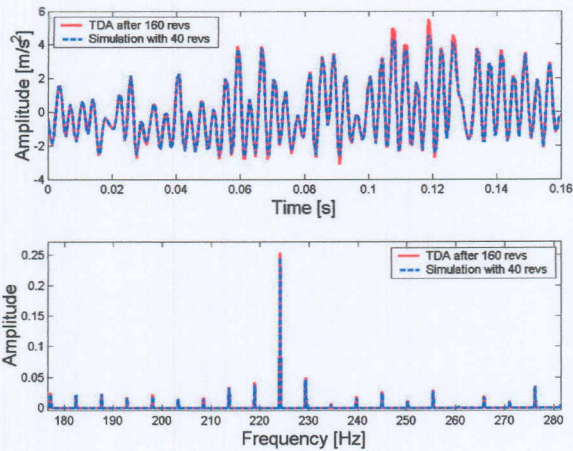 TDA after 160 revs
Simulation with 40 revs
Amplitude [m/s²]
6
4
2
0
-2
-4
0 0.02 0.04 0.06 0.08 0.1 0.12 0.14 0.16
Time [s]
TDA after 160 revs
Simulation with 40 revs
Amplitude
0.25
0.2
0.15
0.1
0.05
0
180 190 200 210 220 230 240 250 260 270 280
Frequency [Hz]